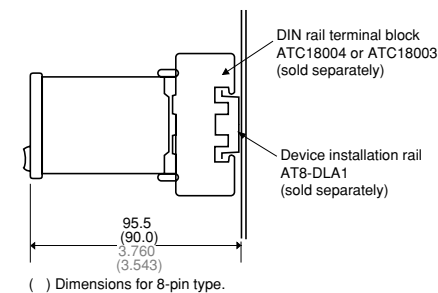 DIN rail terminal block
ATC18004 or ATC18003
(sold separately)
Device installation rail
AT8-DLA1
(sold separately)
95.5
(90.0)
3.760
(3.543)
( ) Dimensions for 8-pin type.